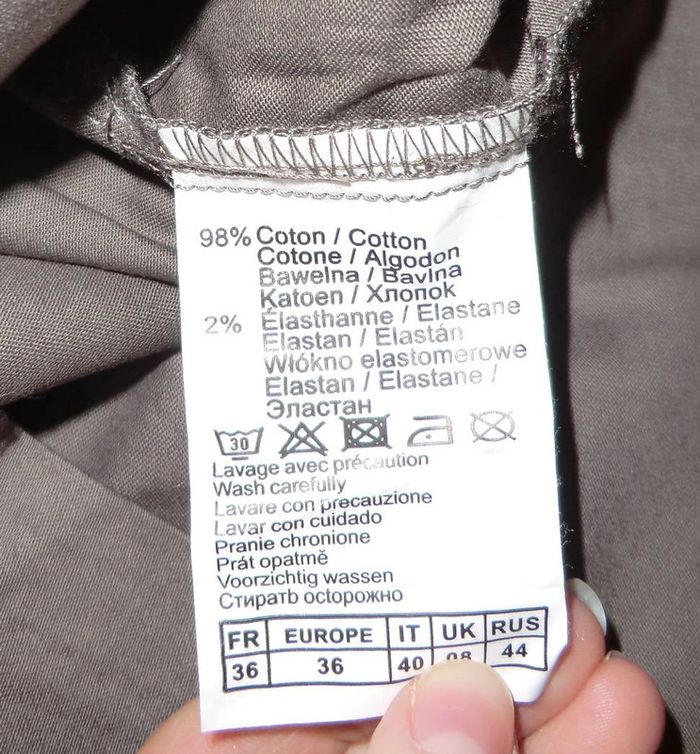 98% Coton / Cotton
Cotone / Algodon
Bawelna / Bavlna
Katoen / Хлопок
2% Élasthanne / Elastane
Elastan / Elastán
Włókno elastomerowe
Elastan / Elastane /
Эластан
30
Lavage avec précaution
Wash carefully
Lavare con precauzione
Lavar con cuidado
Pranie chronione
Prát opatmě
Voorzichtig wassen
Стирать осторожно
FR EUROPE IT UK RUS
36 36 40 08 44